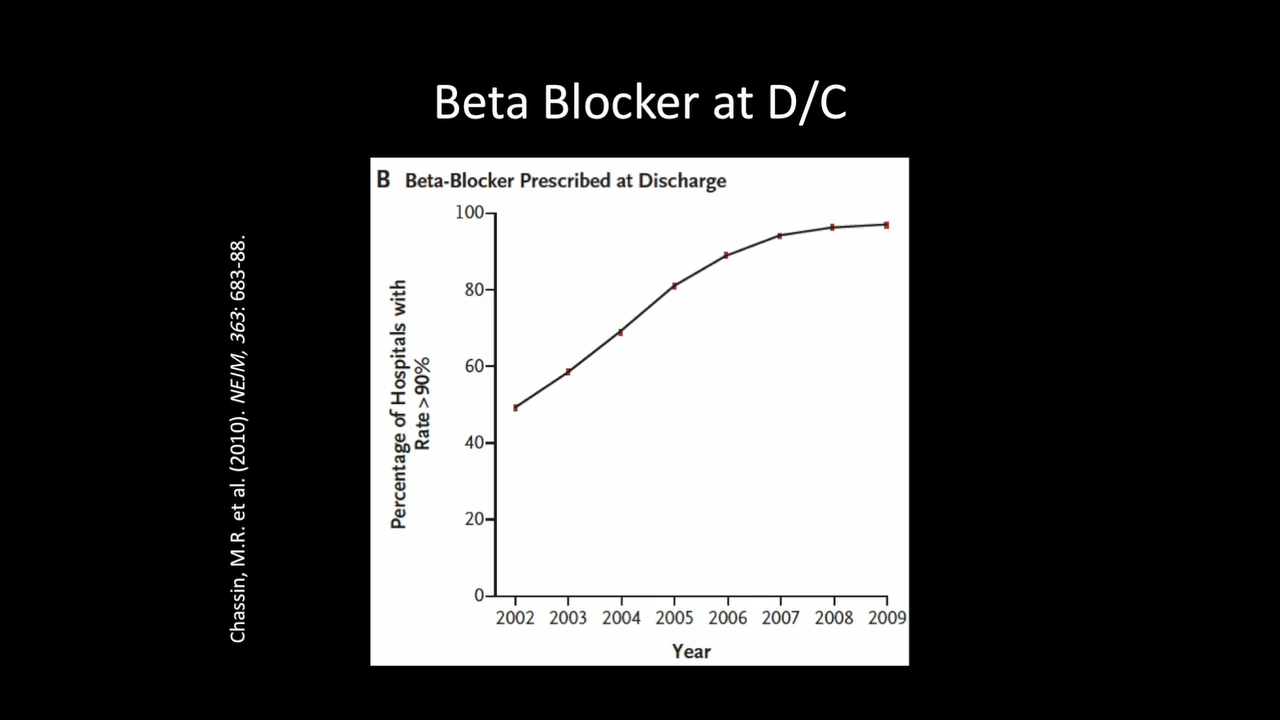 Beta Blocker at D/C
B Beta-Blocker Prescribed at Discharge
Percentage of Hospitals with
Rate > 90%
100
80
60
40
20
0
2002 2003 2004 2005 2006 2007 2008 2009
Year
Chassin, M.R. et al. (2010). NEJM, 363: 683-88.